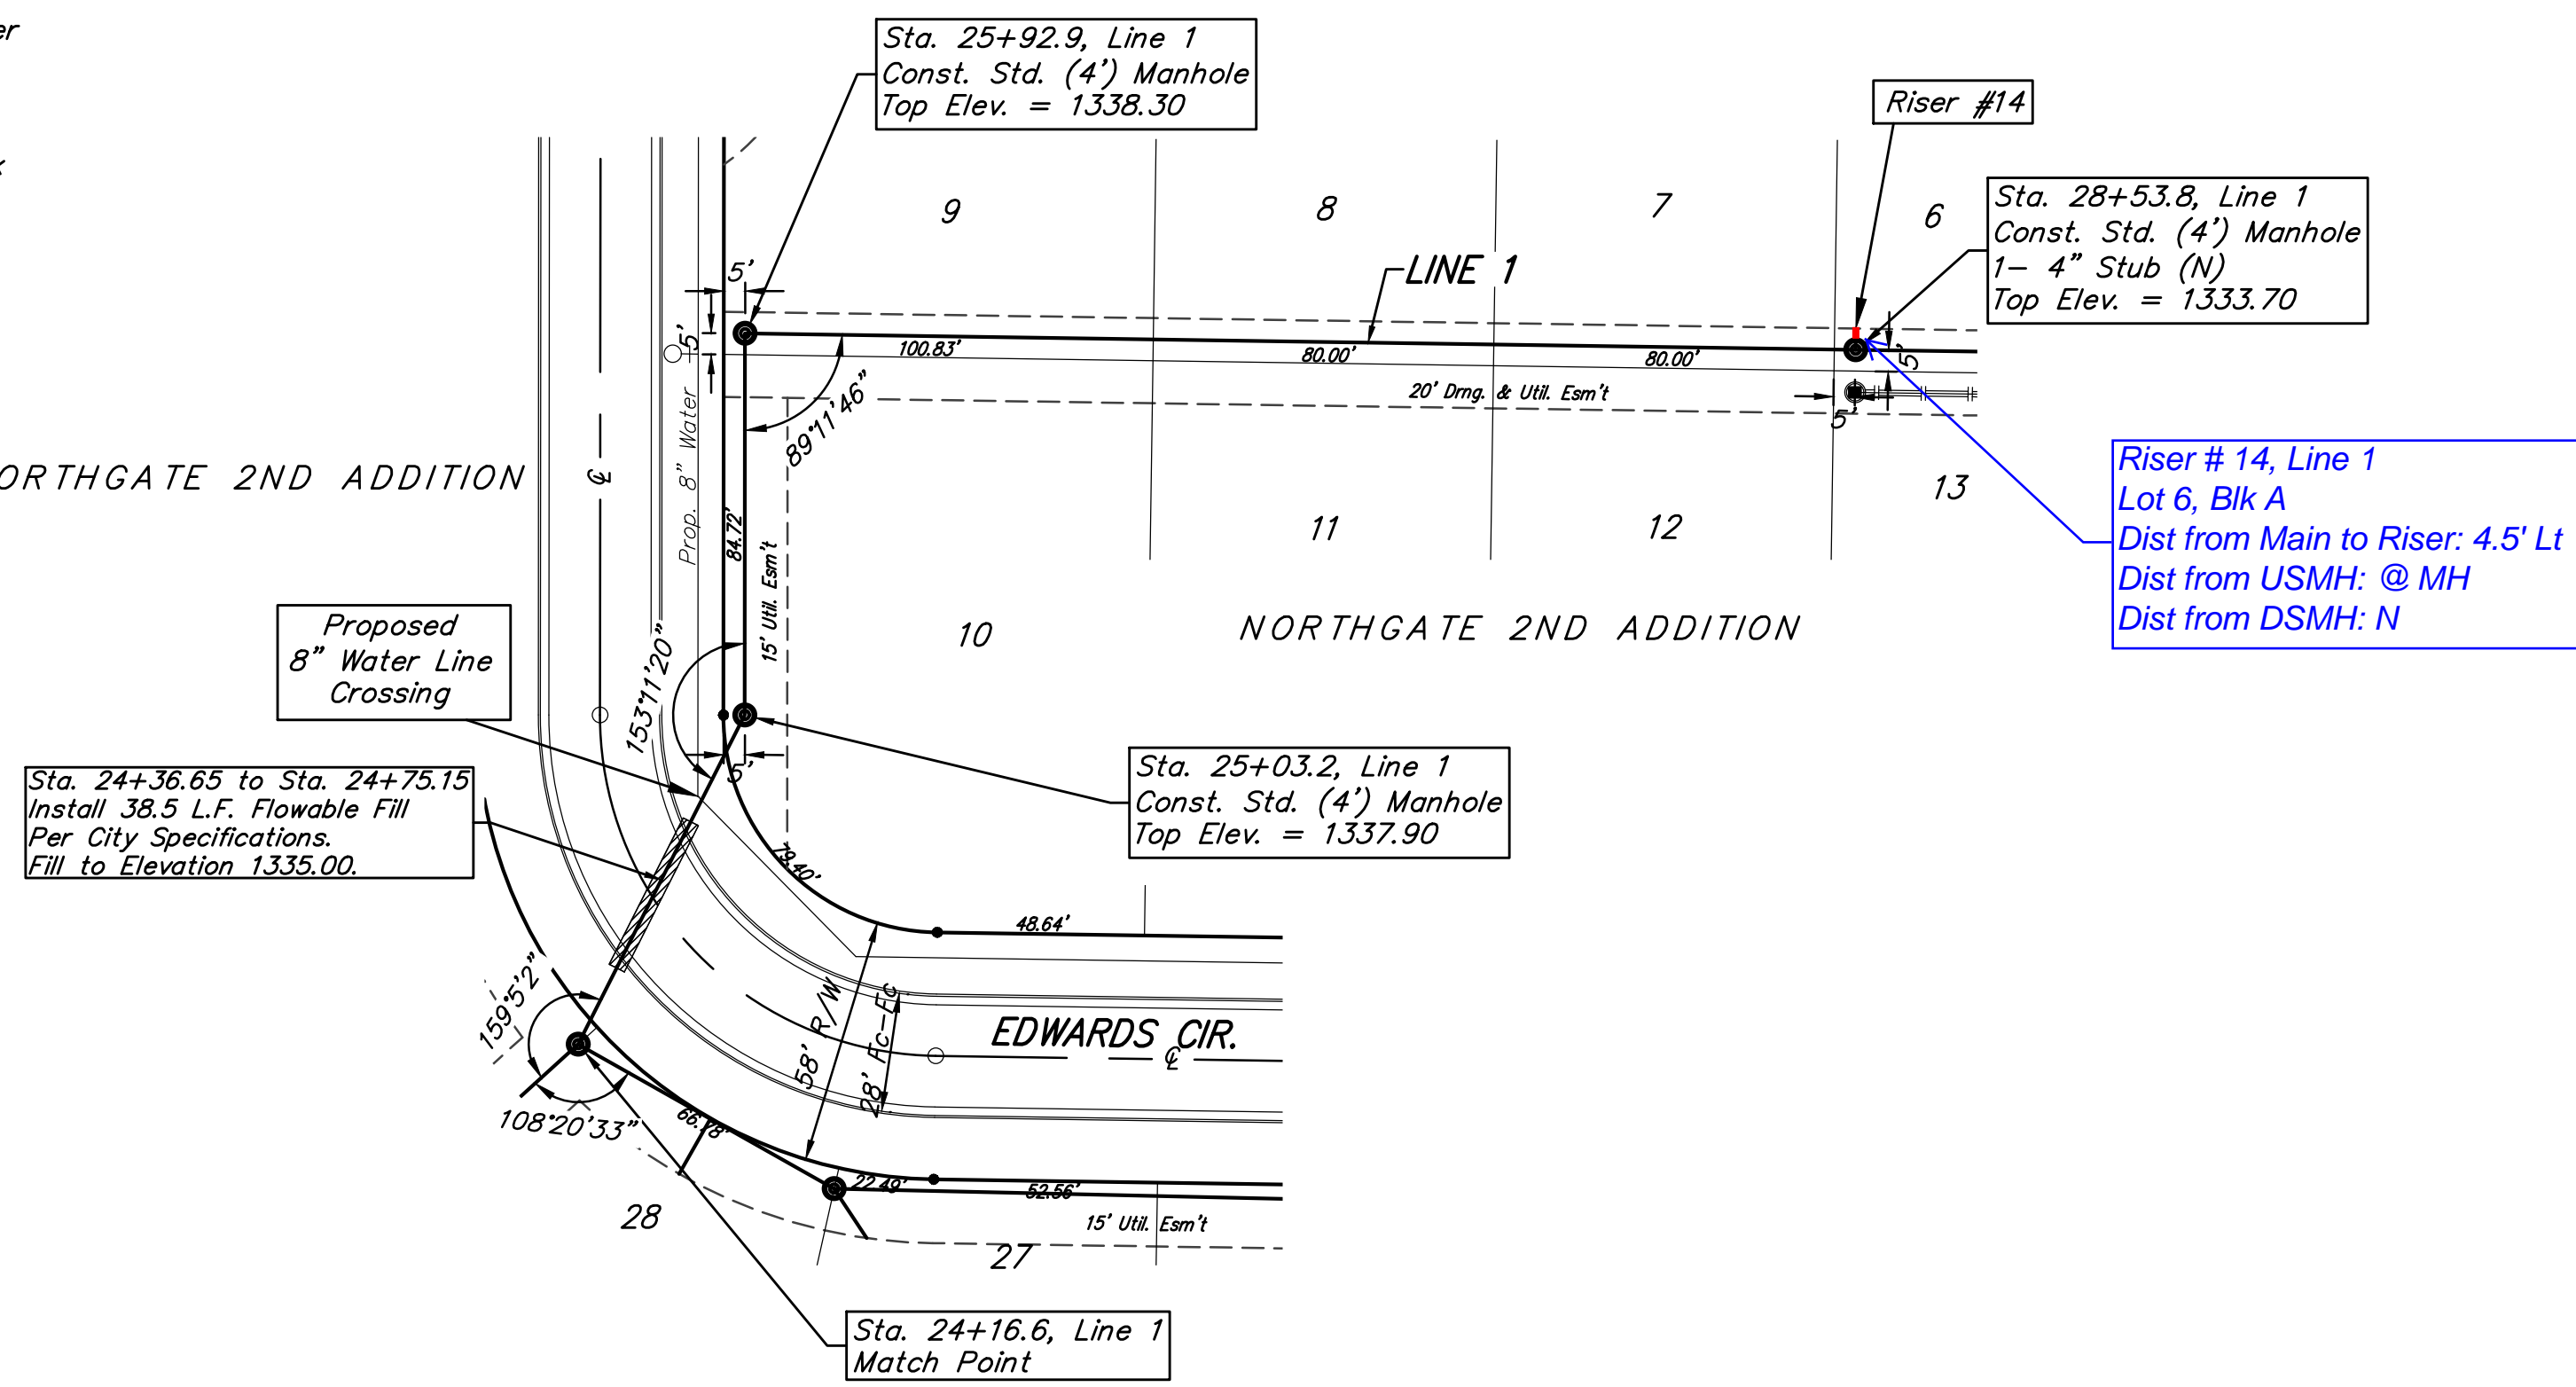 Sta. 25+92.9, Line 1
Const. Std. (4') Manhole
Top Elev. = 1338.30
Riser #14
Sta. 28+53.8, Line 1
Const. Std. (4') Manhole
1- 4" Stub (N)
Top Elev. = 1333.70
9
8
7
6
LINE 1
5'
5'
100.83'
80.00'
80.00'
5'
20' Drng. & Util. Esm't
5'
89°11'46"
Prop. 8" Water
84.72'
15' Util. Esm't
ORTHGATE 2ND ADDITION
℄
Riser # 14, Line 1
Lot 6, Blk A
Dist from Main to Riser: 4.5' Lt
Dist from USMH: @ MH
Dist from DSMH: N
13
11
12
10
NORTHGATE 2ND ADDITION
Proposed
8" Water Line
Crossing
153°11'20"
5'
Sta. 24+36.65 to Sta. 24+75.15
Install 38.5 L.F. Flowable Fill
Per City Specifications.
Fill to Elevation 1335.00.
Sta. 25+03.2, Line 1
Const. Std. (4') Manhole
Top Elev. = 1337.90
79.40'
48.64'
159°5'2"
58' R/W
28' Fc-Fc
EDWARDS CIR.
℄
108°20'33"
66.78'
22.49'
52.56'
15' Util. Esm't
28
27
Sta. 24+16.6, Line 1
Match Point